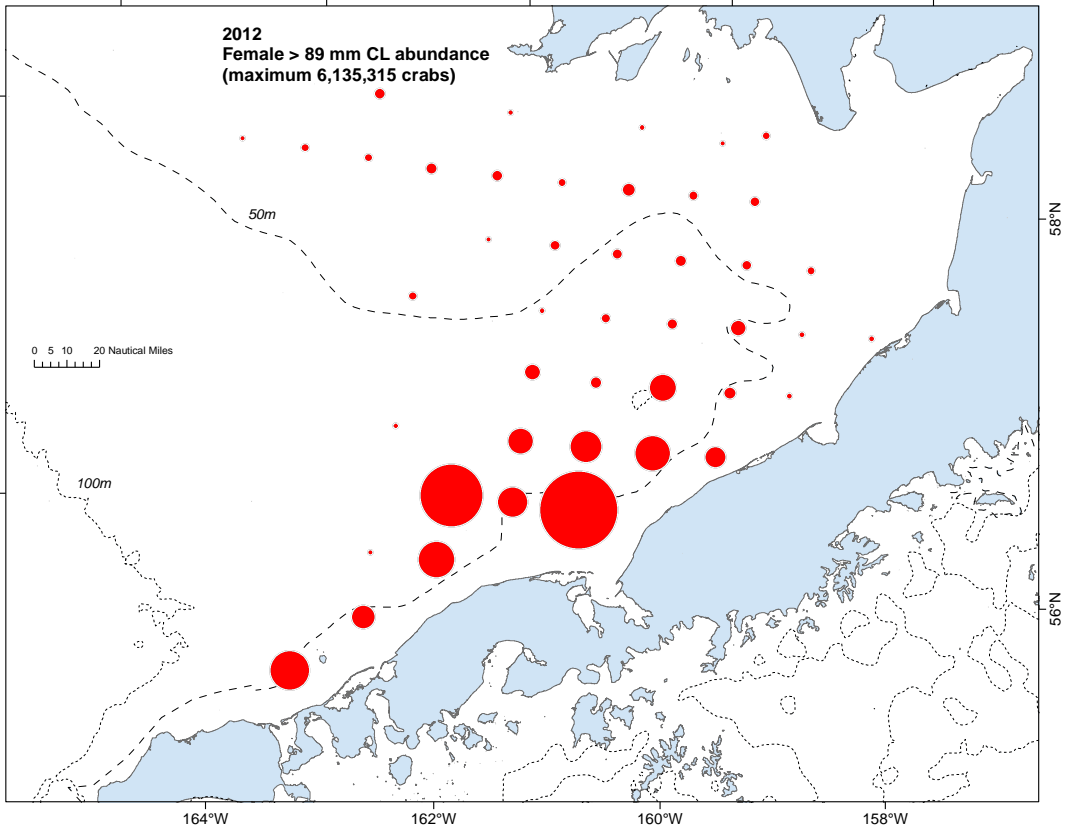 2012
Female > 89 mm CL abundance
(maximum 6,135,315 crabs)
50m
58°N
0 5 10 20 Nautical Miles
100m
56°N
164°W 162°W 160°W 158°W